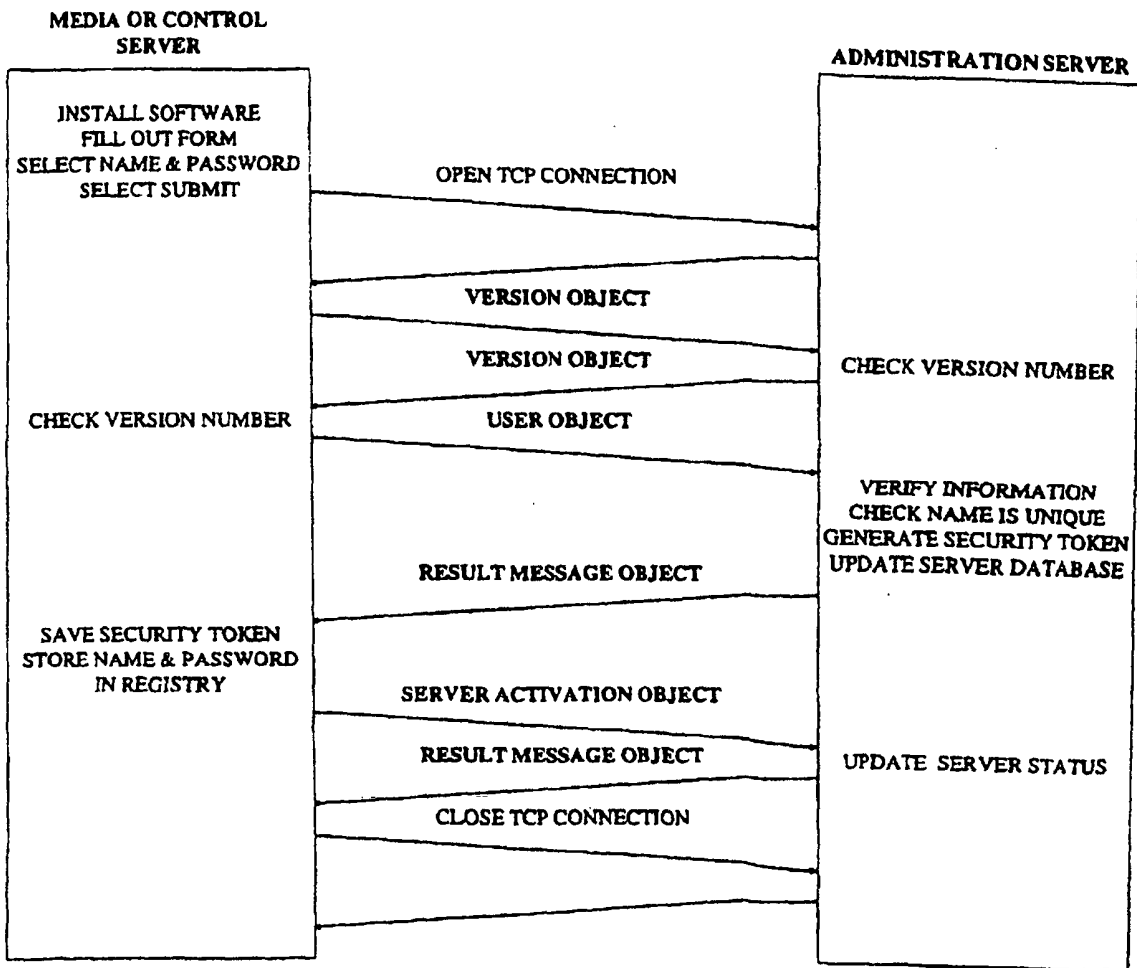 MEDIA OR CONTROL
SERVER
ADMINISTRATION SERVER
INSTALL SOFTWARE
FILL OUT FORM
SELECT NAME & PASSWORD
SELECT SUBMIT
OPEN TCP CONNECTION
VERSION OBJECT
VERSION OBJECT
CHECK VERSION NUMBER
CHECK VERSION NUMBER
USER OBJECT
VERIFY INFORMATION
CHECK NAME IS UNIQUE
GENERATE SECURITY TOKEN
UPDATE SERVER DATABASE
RESULT MESSAGE OBJECT
SAVE SECURITY TOKEN
STORE NAME & PASSWORD
IN REGISTRY
SERVER ACTIVATION OBJECT
RESULT MESSAGE OBJECT
UPDATE SERVER STATUS
CLOSE TCP CONNECTION